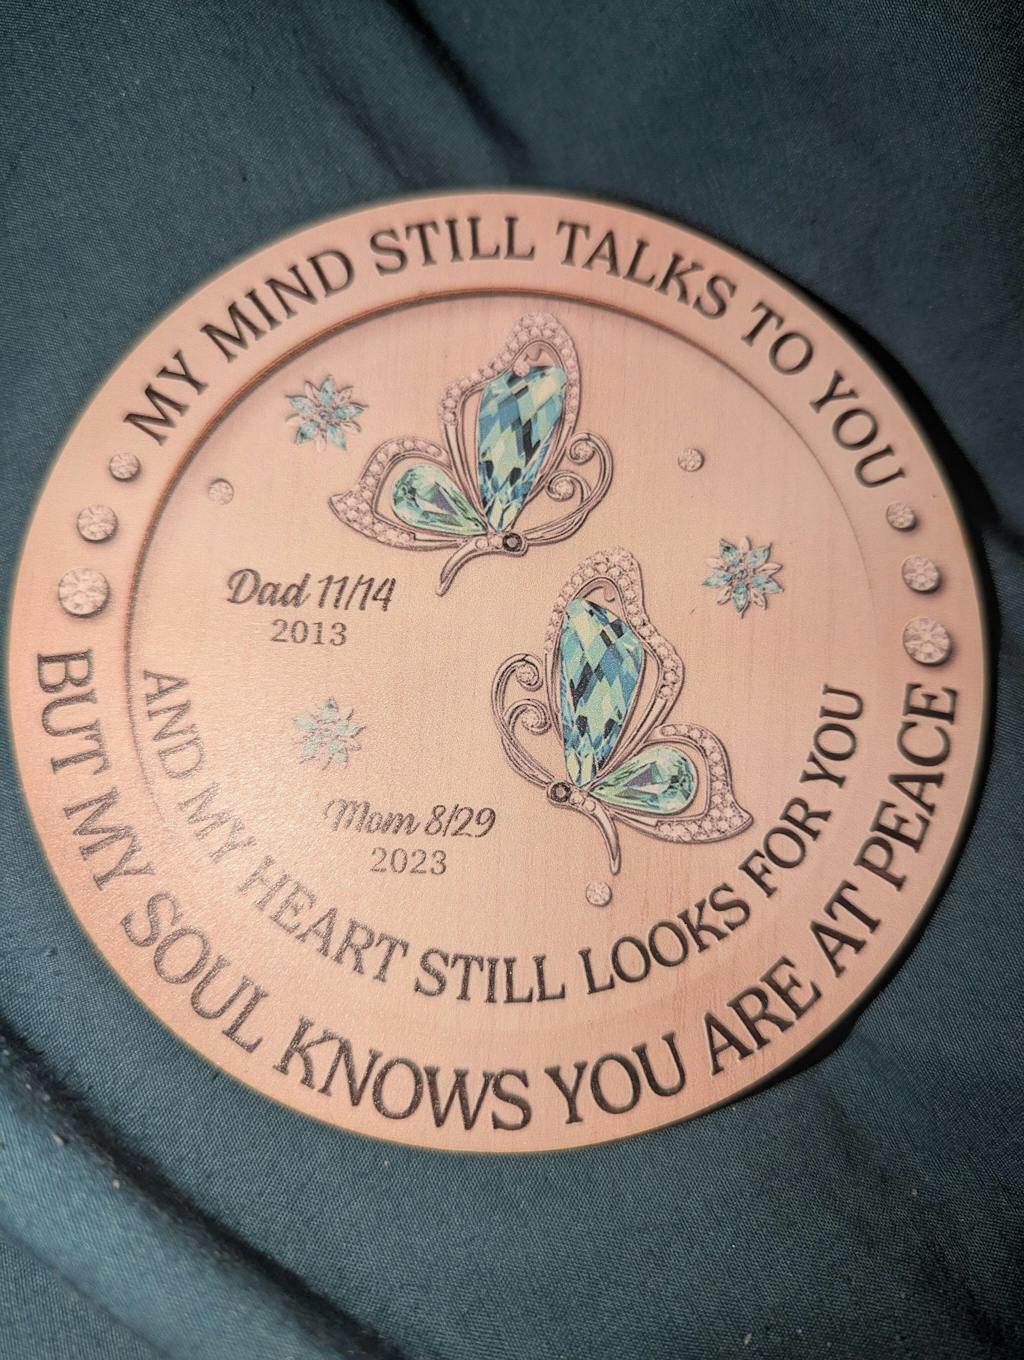 MY MIND STILL TALKS TO YOU
AND MY HEART STILL LOOKS FOR YOU
BUT MY SOUL KNOWS YOU ARE AT PEACE
Dad 11/14
2013
Mom 8/29
2023